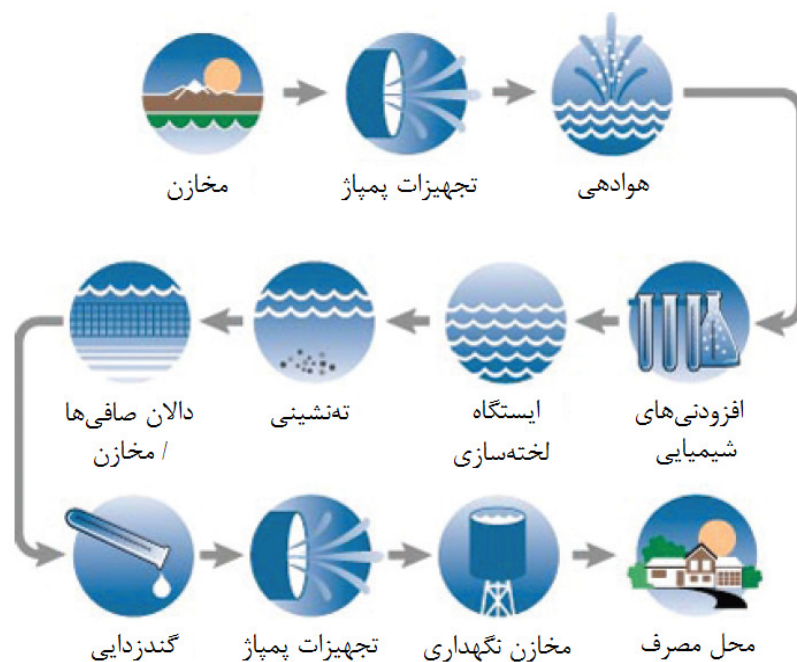 مخازن
تجهیزات پمپاژ
هوادهی
افزودنی‌های
شیمیایی
ایستگاه
لخته‌سازی
ته‌نشینی
دالان صافی‌ها
/ مخازن
گندزدایی
تجهیزات پمپاژ
مخازن نگهداری
محل مصرف